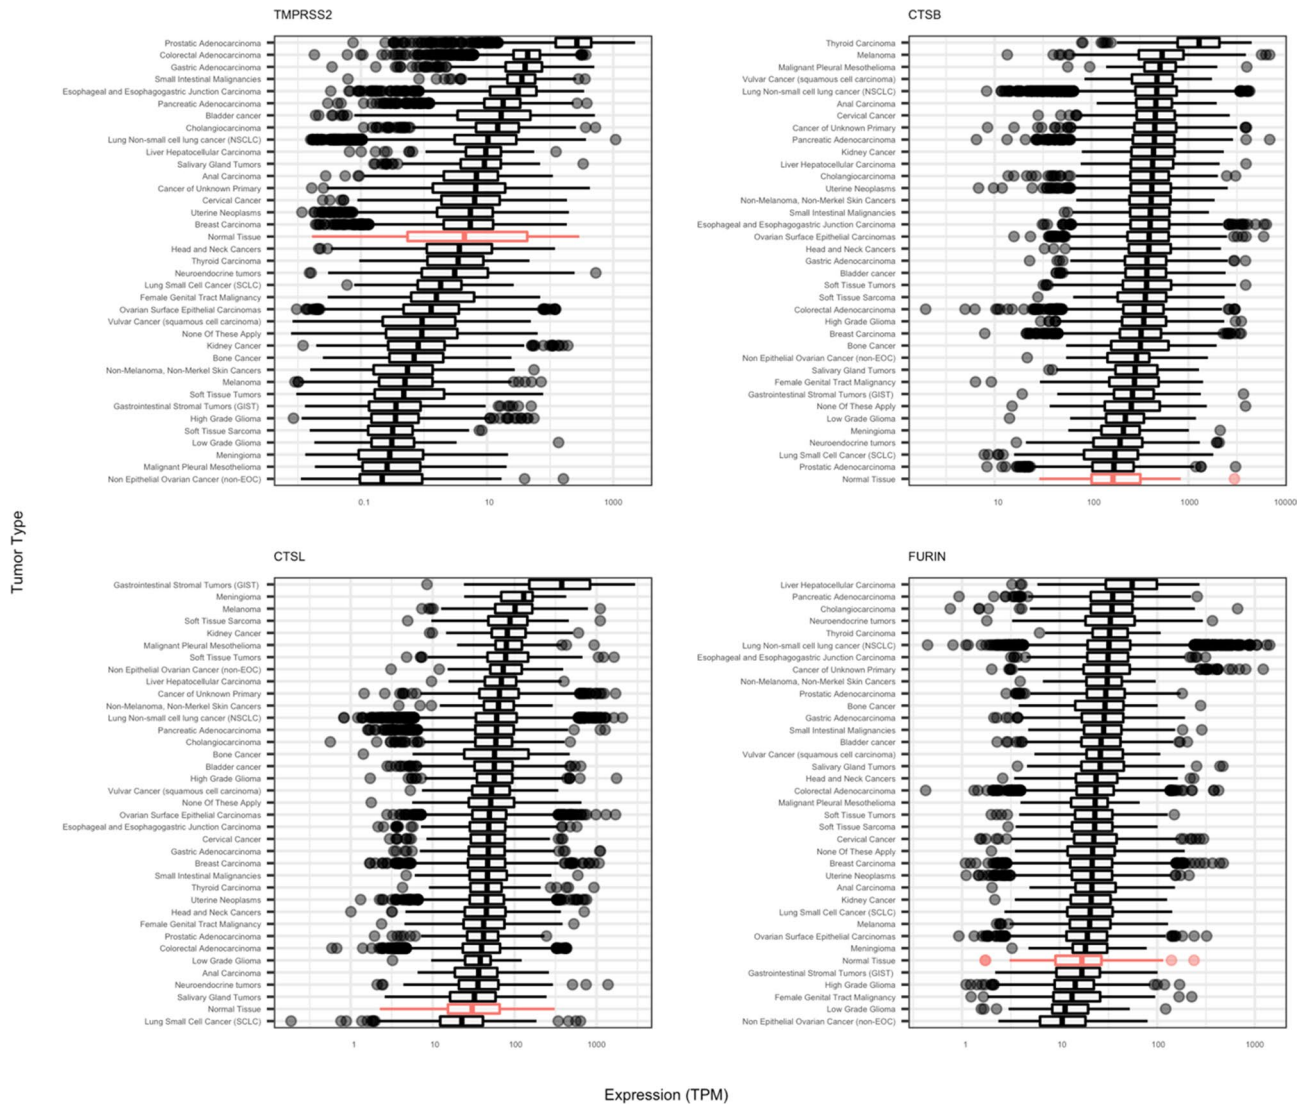 TMPRSS2
Prostatic Adenocarcinoma
Colorectal Adenocarcinoma
Gastric Adenocarcinoma
Small Intestinal Malignancies
Esophageal and Esophagogastric Junction Carcinoma
Pancreatic Adenocarcinoma
Bladder cancer
Cholangiocarcinoma
Lung Non-small cell lung cancer (NSCLC)
Liver Hepatocellular Carcinoma
Salivary Gland Tumors
Anal Carcinoma
Cancer of Unknown Primary
Cervical Cancer
Uterine Neoplasms
Breast Carcinoma
Normal Tissue
Head and Neck Cancers
Thyroid Carcinoma
Neuroendocrine tumors
Lung Small Cell Cancer (SCLC)
Female Genital Tract Malignancy
Ovarian Surface Epithelial Carcinomas
Vulvar Cancer (squamous cell carcinoma)
None Of These Apply
Kidney Cancer
Bone Cancer
Non-Melanoma, Non-Merkel Skin Cancers
Melanoma
Soft Tissue Tumors
Gastrointestinal Stromal Tumors (GIST)
High Grade Glioma
Soft Tissue Sarcoma
Low Grade Glioma
Meningioma
Malignant Pleural Mesothelioma
Non Epithelial Ovarian Cancer (non-EOC)
0.1 10 1000
CTSB
Thyroid Carcinoma
Melanoma
Malignant Pleural Mesothelioma
Vulvar Cancer (squamous cell carcinoma)
Lung Non-small cell lung cancer (NSCLC)
Anal Carcinoma
Cervical Cancer
Cancer of Unknown Primary
Pancreatic Adenocarcinoma
Kidney Cancer
Liver Hepatocellular Carcinoma
Cholangiocarcinoma
Uterine Neoplasms
Non-Melanoma, Non-Merkel Skin Cancers
Small Intestinal Malignancies
Esophageal and Esophagogastric Junction Carcinoma
Ovarian Surface Epithelial Carcinomas
Head and Neck Cancers
Gastric Adenocarcinoma
Bladder cancer
Soft Tissue Tumors
Soft Tissue Sarcoma
Colorectal Adenocarcinoma
High Grade Glioma
Breast Carcinoma
Bone Cancer
Non Epithelial Ovarian Cancer (non-EOC)
Salivary Gland Tumors
Female Genital Tract Malignancy
Gastrointestinal Stromal Tumors (GIST)
None Of These Apply
Low Grade Glioma
Meningioma
Neuroendocrine tumors
Lung Small Cell Cancer (SCLC)
Prostatic Adenocarcinoma
Normal Tissue
10 100 1000 10000
Tumor Type
CTSL
Gastrointestinal Stromal Tumors (GIST)
Meningioma
Melanoma
Soft Tissue Sarcoma
Kidney Cancer
Malignant Pleural Mesothelioma
Soft Tissue Tumors
Non Epithelial Ovarian Cancer (non-EOC)
Liver Hepatocellular Carcinoma
Cancer of Unknown Primary
Non-Melanoma, Non-Merkel Skin Cancers
Lung Non-small cell lung cancer (NSCLC)
Pancreatic Adenocarcinoma
Cholangiocarcinoma
Bone Cancer
Bladder cancer
High Grade Glioma
Vulvar Cancer (squamous cell carcinoma)
None Of These Apply
Ovarian Surface Epithelial Carcinomas
Esophageal and Esophagogastric Junction Carcinoma
Cervical Cancer
Gastric Adenocarcinoma
Breast Carcinoma
Small Intestinal Malignancies
Thyroid Carcinoma
Uterine Neoplasms
Head and Neck Cancers
Female Genital Tract Malignancy
Prostatic Adenocarcinoma
Colorectal Adenocarcinoma
Low Grade Glioma
Anal Carcinoma
Neuroendocrine tumors
Salivary Gland Tumors
Normal Tissue
Lung Small Cell Cancer (SCLC)
1 10 100 1000
FURIN
Liver Hepatocellular Carcinoma
Pancreatic Adenocarcinoma
Cholangiocarcinoma
Neuroendocrine tumors
Thyroid Carcinoma
Lung Non-small cell lung cancer (NSCLC)
Esophageal and Esophagogastric Junction Carcinoma
Cancer of Unknown Primary
Non-Melanoma, Non-Merkel Skin Cancers
Prostatic Adenocarcinoma
Bone Cancer
Gastric Adenocarcinoma
Small Intestinal Malignancies
Bladder cancer
Vulvar Cancer (squamous cell carcinoma)
Salivary Gland Tumors
Head and Neck Cancers
Colorectal Adenocarcinoma
Malignant Pleural Mesothelioma
Soft Tissue Tumors
Soft Tissue Sarcoma
Cervical Cancer
None Of These Apply
Breast Carcinoma
Uterine Neoplasms
Anal Carcinoma
Kidney Cancer
Lung Small Cell Cancer (SCLC)
Melanoma
Ovarian Surface Epithelial Carcinomas
Meningioma
Normal Tissue
Gastrointestinal Stromal Tumors (GIST)
High Grade Glioma
Female Genital Tract Malignancy
Low Grade Glioma
Non Epithelial Ovarian Cancer (non-EOC)
1 10 100 1000
Expression (TPM)